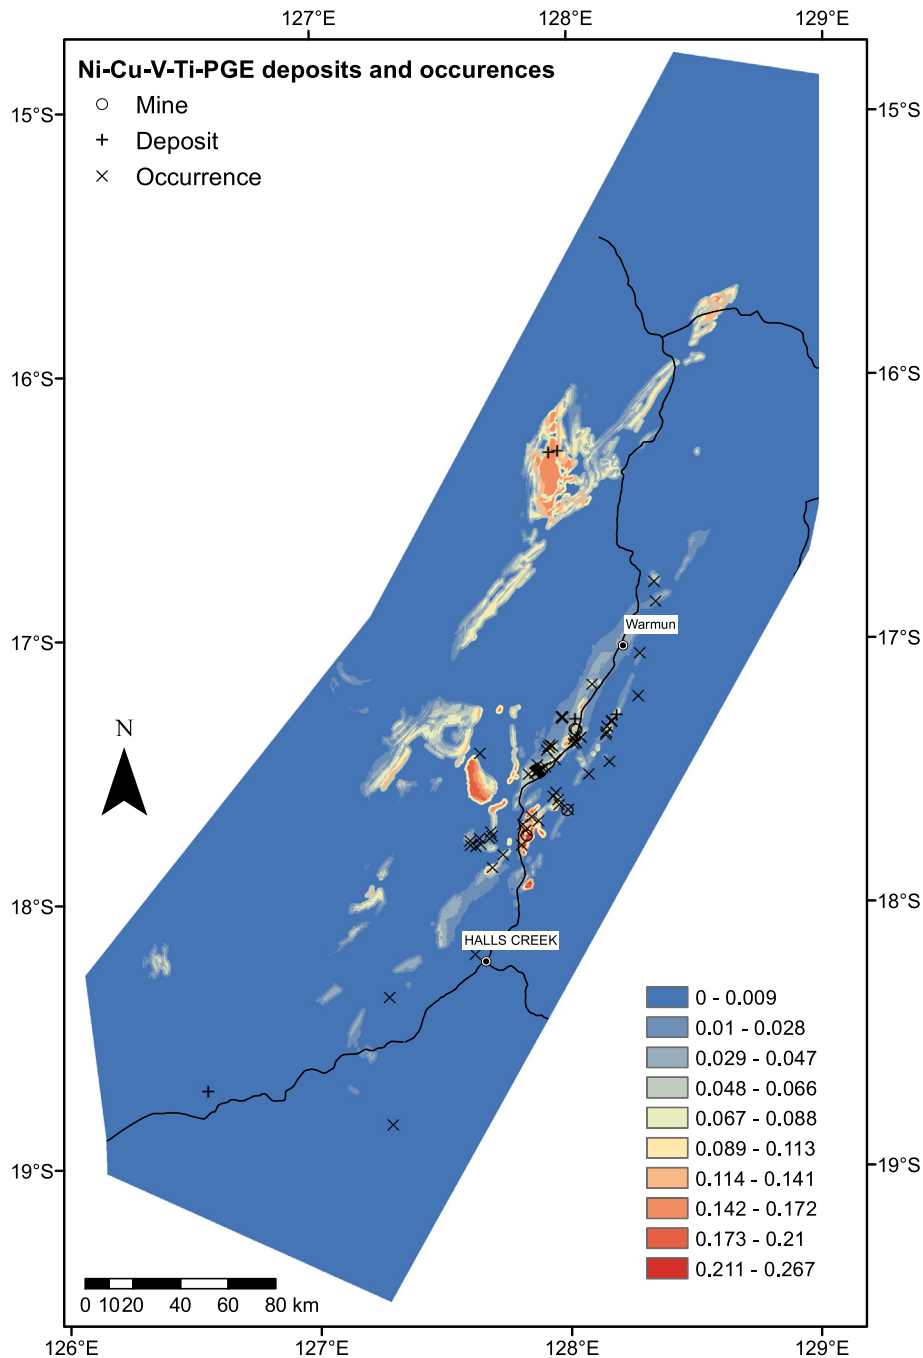 127°E 128°E 129°E
Ni-Cu-V-Ti-PGE deposits and occurences
Mine
Deposit
Occurrence
15°S 15°S
16°S 16°S
17°S 17°S
Warmun
N
18°S 18°S
HALLS CREEK
0 - 0.009
0.01 - 0.028
0.029 - 0.047
0.048 - 0.066
0.067 - 0.088
0.089 - 0.113
0.114 - 0.141
0.142 - 0.172
0.173 - 0.21
0.211 - 0.267
19°S 19°S
0 10 20 40 60 80 km
126°E 127°E 128°E 129°E